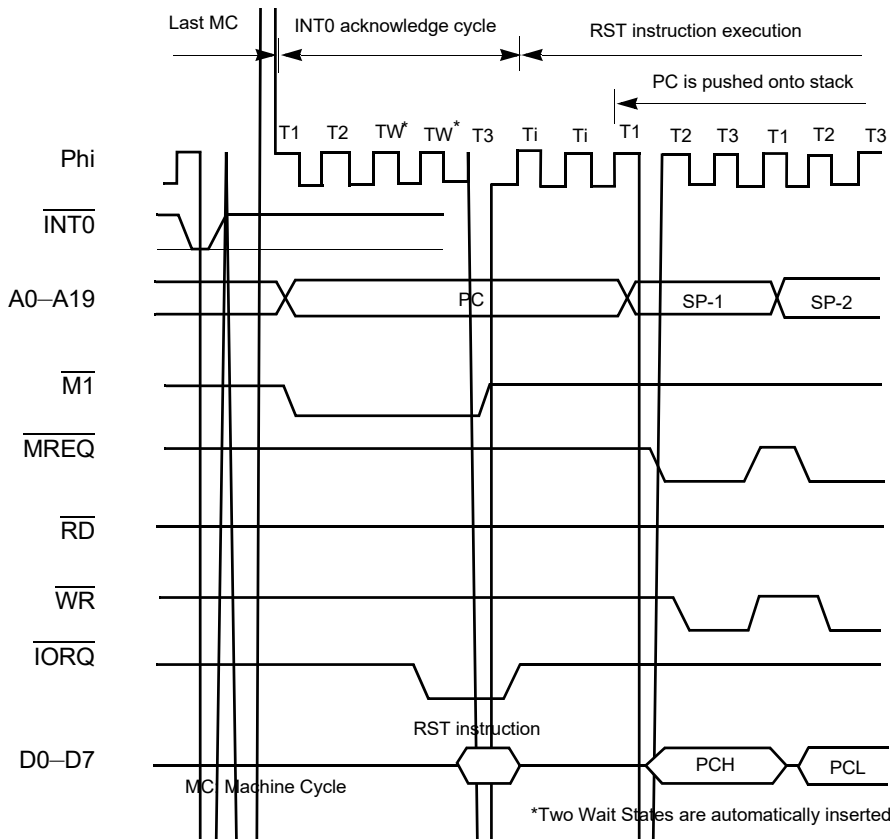 Last MC
INT0 acknowledge cycle
RST instruction execution
PC is pushed onto stack
T1 T2 TW* TW* T3 Ti Ti T1 T2 T3 T1 T2 T3
Phi
INT0
A0–A19
PC
SP-1
SP-2
M1
MREQ
RD
WR
IORQ
RST instruction
D0–D7
PCH
PCL
MC: Machine Cycle
*Two Wait States are automatically inserted